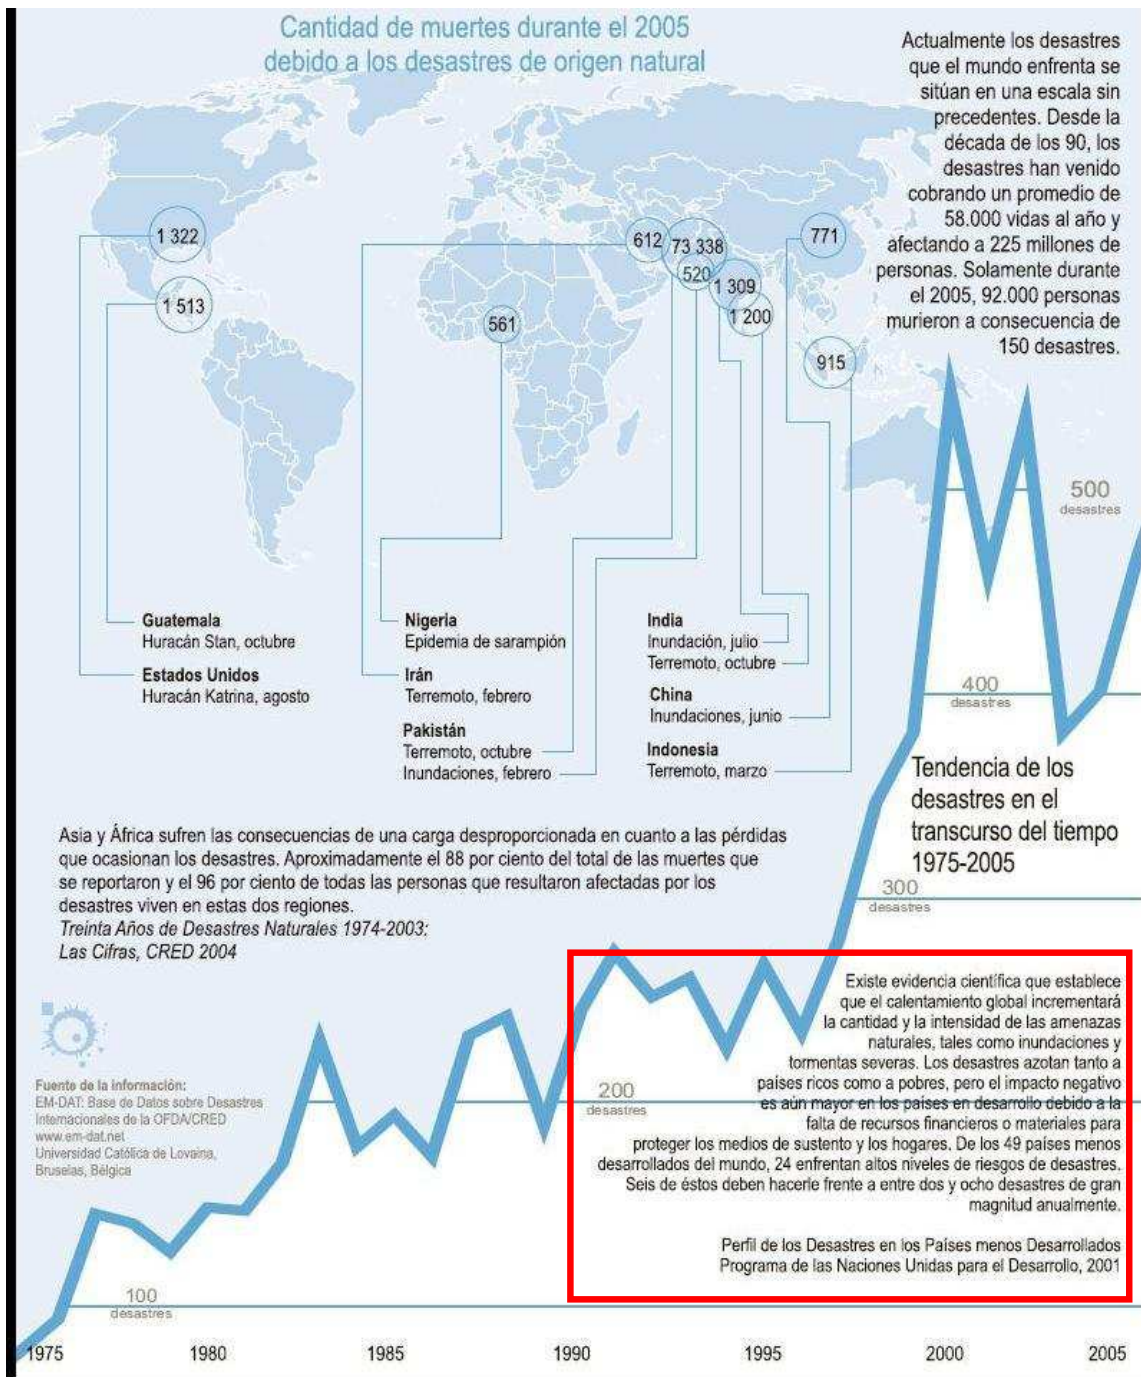 Cantidad de muertes durante el 2005
debido a los desastres de origen natural
Actualmente los desastres
que el mundo enfrenta se
sitúan en una escala sin
precedentes. Desde la
década de los 90, los
desastres han venido
cobrando un promedio de
58.000 vidas al año y
afectando a 225 millones de
personas. Solamente durante
el 2005, 92.000 personas
murieron a consecuencia de
150 desastres.
1 322
1 513
561
612
73 338
520
1 309
1 200
771
915
500
desastres
Guatemala
Huracán Stan, octubre
Estados Unidos
Huracán Katrina, agosto
Nigeria
Epidemia de sarampión
Irán
Terremoto, febrero
Pakistán
Terremoto, octubre
Inundaciones, febrero
India
Inundación, julio
Terremoto, octubre
China
Inundaciones, junio
Indonesia
Terremoto, marzo
400
desastres
Tendencia de los
desastres en el
transcurso del tiempo
1975-2005
300
desastres
Asia y África sufren las consecuencias de una carga desproporcionada en cuanto a las pérdidas
que ocasionan los desastres. Aproximadamente el 88 por ciento del total de las muertes que
se reportaron y el 96 por ciento de todas las personas que resultaron afectadas por los
desastres viven en estas dos regiones.
Treinta Años de Desastres Naturales 1974-2003:
Las Cifras, CRED 2004
Existe evidencia científica que establece
que el calentamiento global incrementará
la cantidad y la intensidad de las amenazas
naturales, tales como inundaciones y
tormentas severas. Los desastres azotan tanto a
países ricos como a pobres, pero el impacto negativo
es aún mayor en los países en desarrollo debido a la
falta de recursos financieros o materiales para
proteger los medios de sustento y los hogares. De los 49 países menos
desarrollados del mundo, 24 enfrentan altos niveles de riesgos de desastres.
Seis de éstos deben hacerle frente a entre dos y ocho desastres de gran
magnitud anualmente.
Perfil de los Desastres en los Países menos Desarrollados
Programa de las Naciones Unidas para el Desarrollo, 2001
200
desastres
Fuente de la información:
EM-DAT: Base de Datos sobre Desastres
Internacionales de la OFDA/CRED
www.em-dat.net
Universidad Católica de Lovaina,
Bruselas, Bélgica
100
desastres
1975
1980
1985
1990
1995
2000
2005